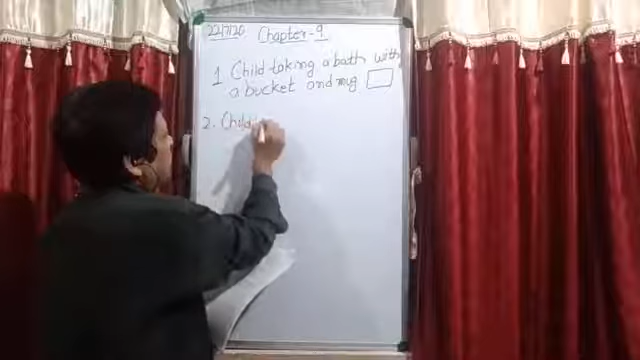 22/7/20 Chapter-9
1 Child taking a bath with
a bucket and mug
2. Child